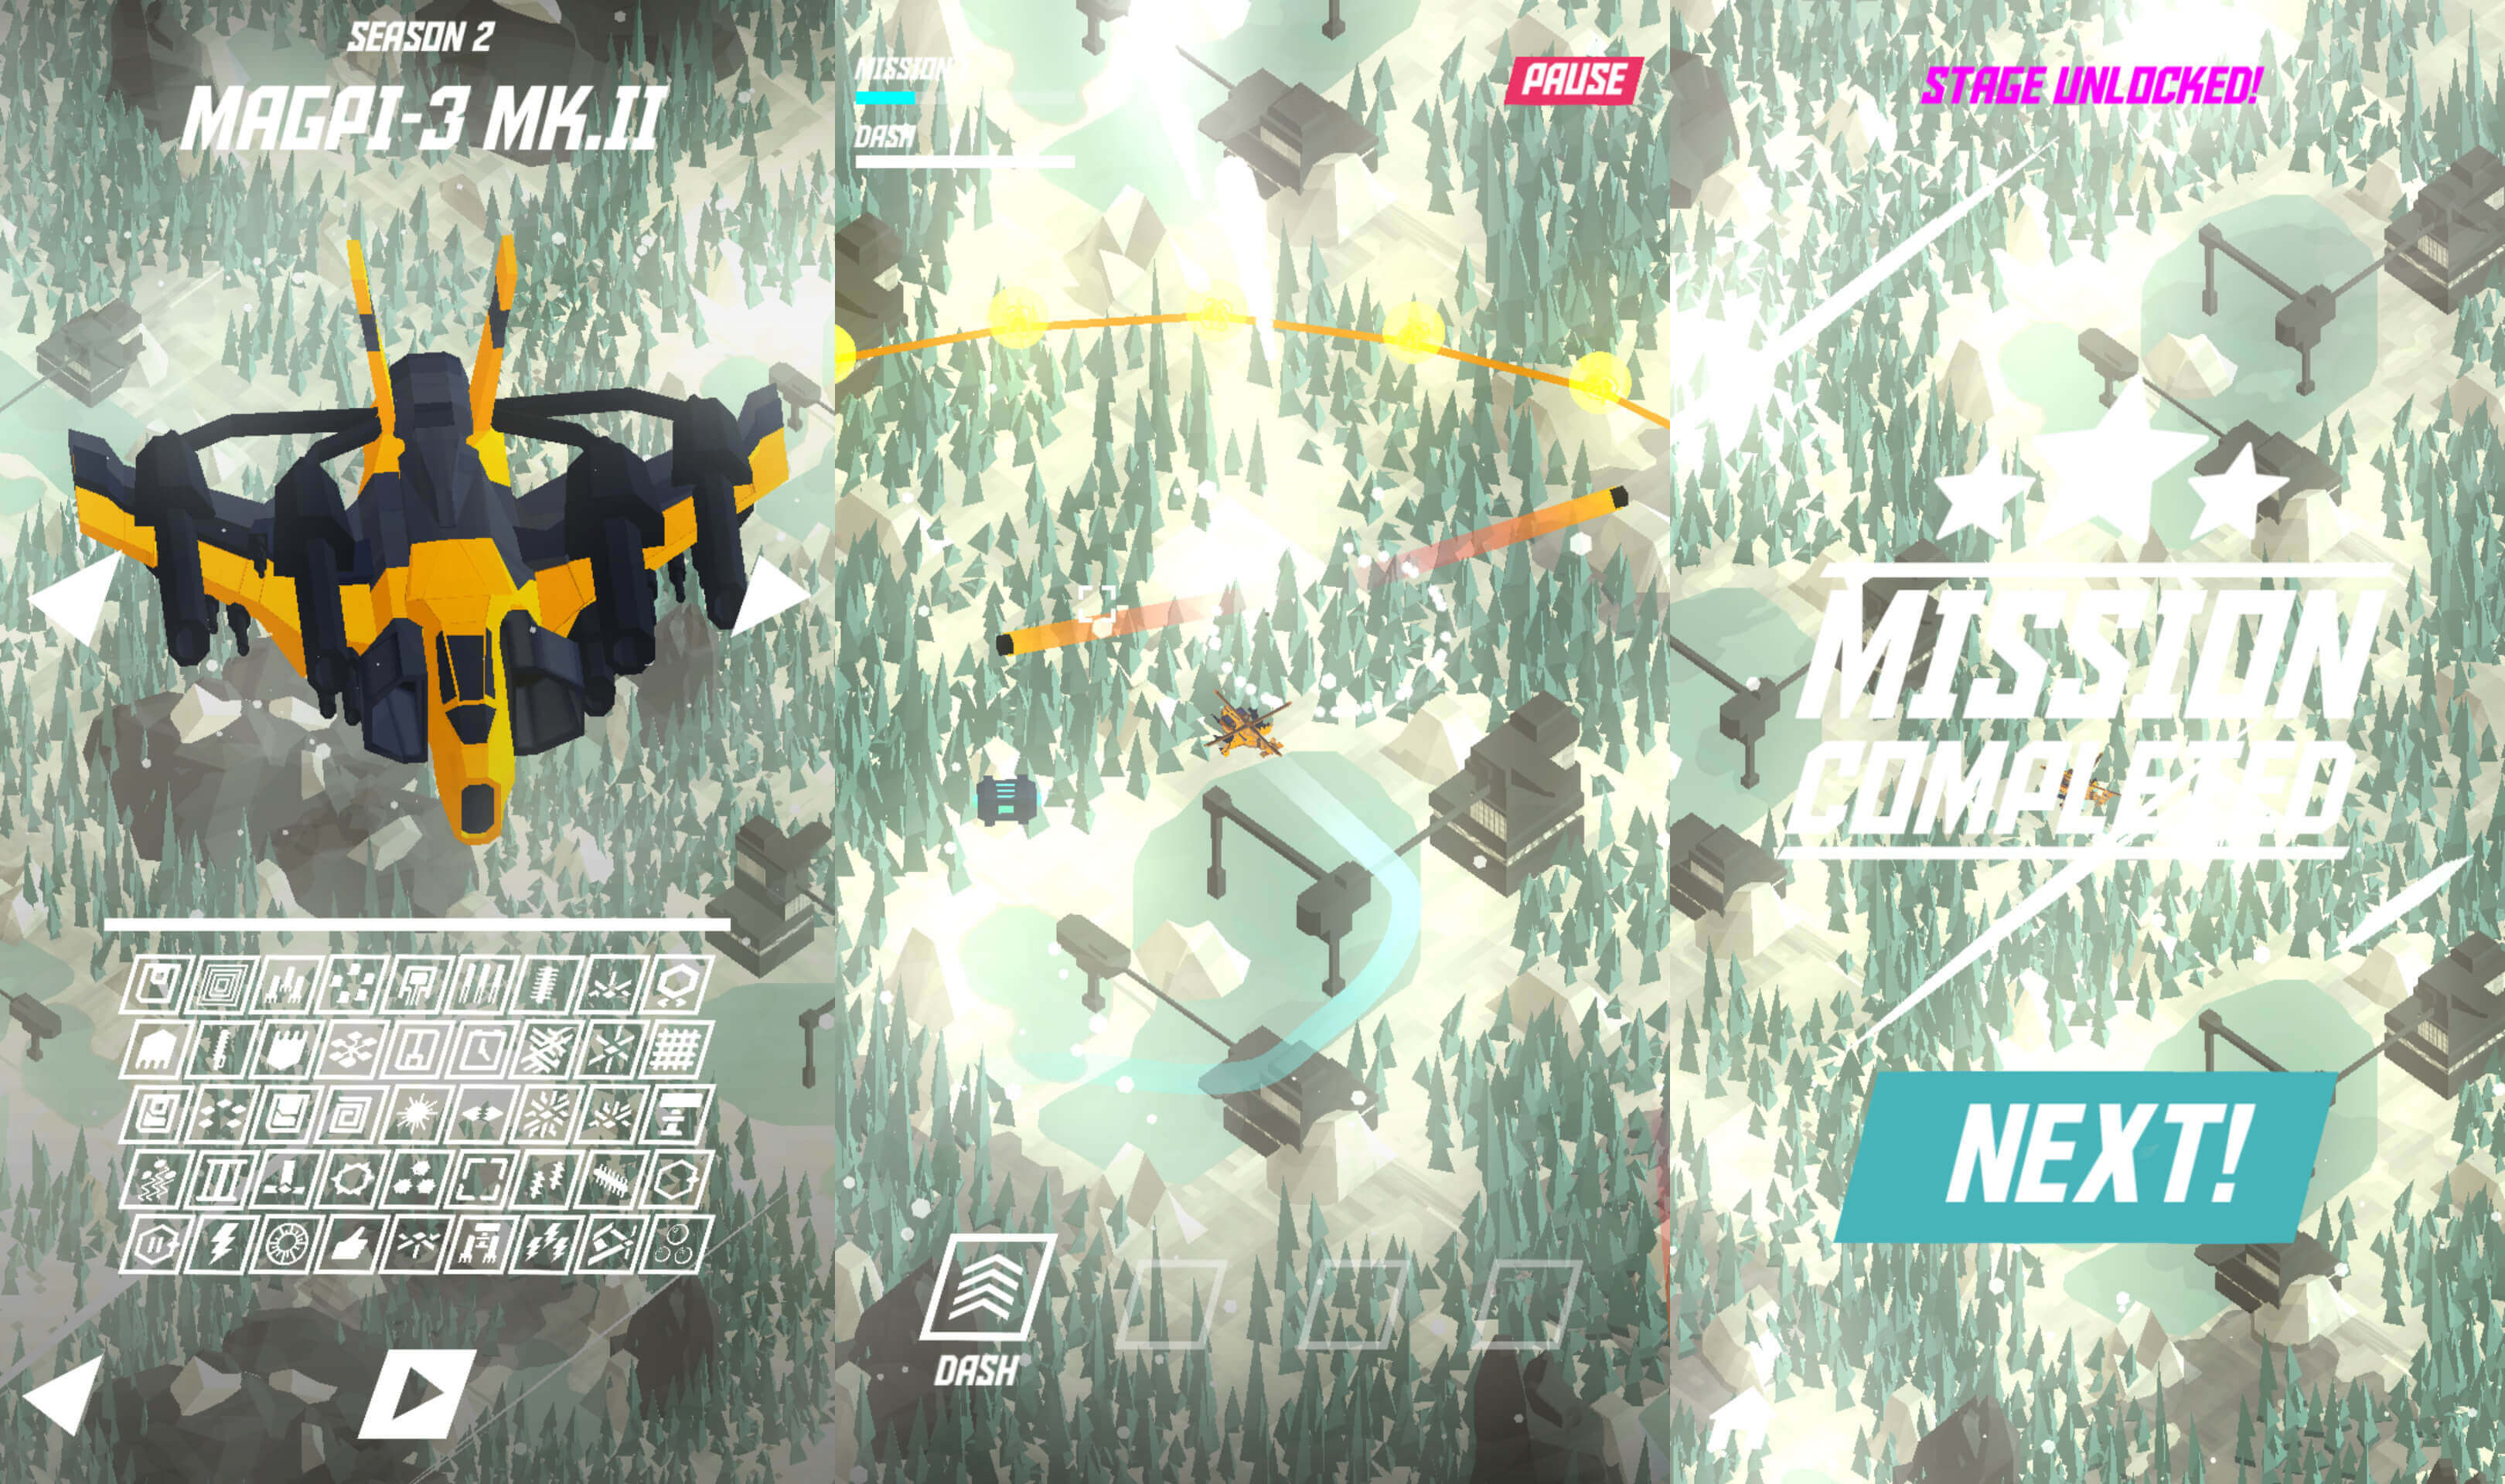 SEASON 2
MAGPI-3 MK.II
MISSION
DASH
PAUSE
DASH
STAGE UNLOCKED!
MISSION
COMPLETED
NEXT!